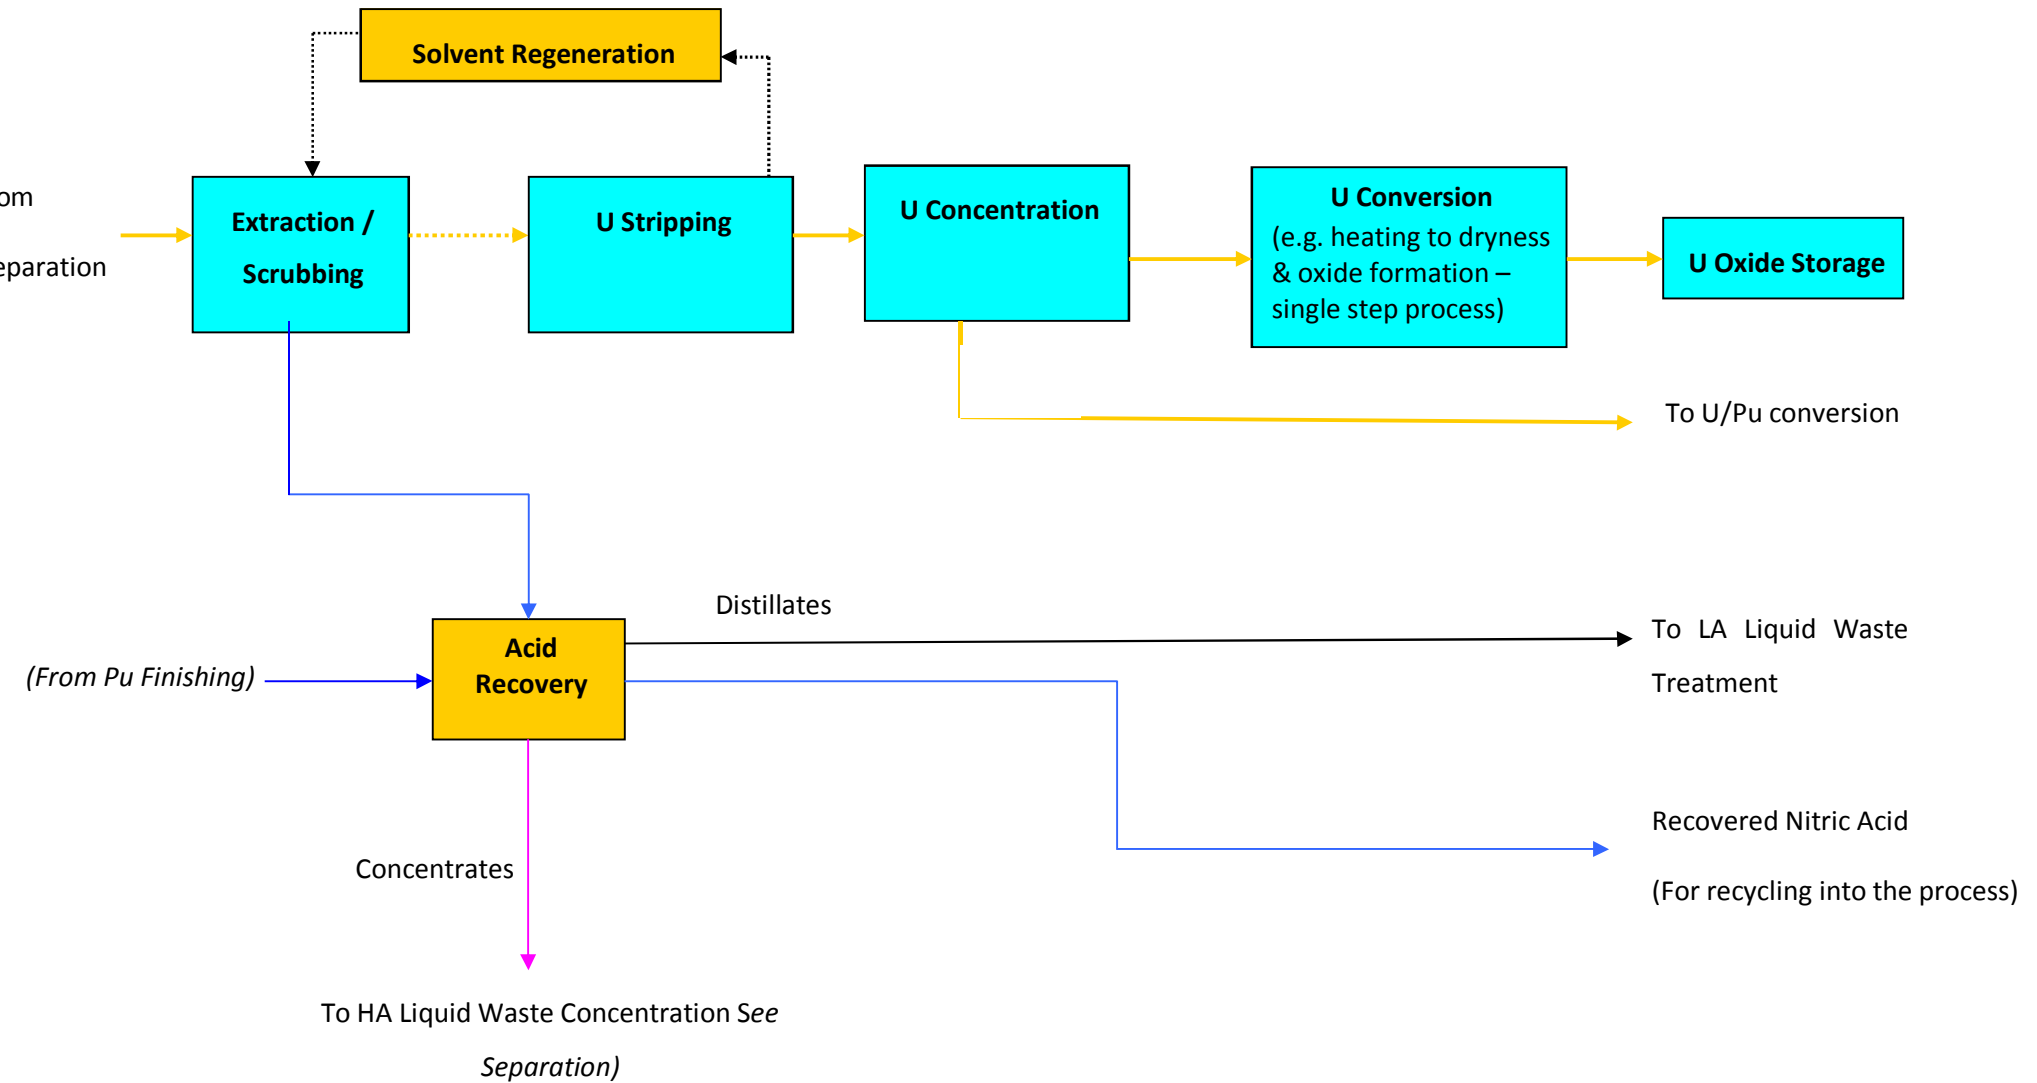 Solvent Regeneration
om
eparation
Extraction /
Scrubbing
U Stripping
U Concentration
U Conversion
(e.g. heating to dryness
& oxide formation –
single step process)
U Oxide Storage
To U/Pu conversion
Distillates
To LA Liquid Waste
Treatment
Acid
Recovery
(From Pu Finishing)
Recovered Nitric Acid
(For recycling into the process)
Concentrates
To HA Liquid Waste Concentration See
Separation)